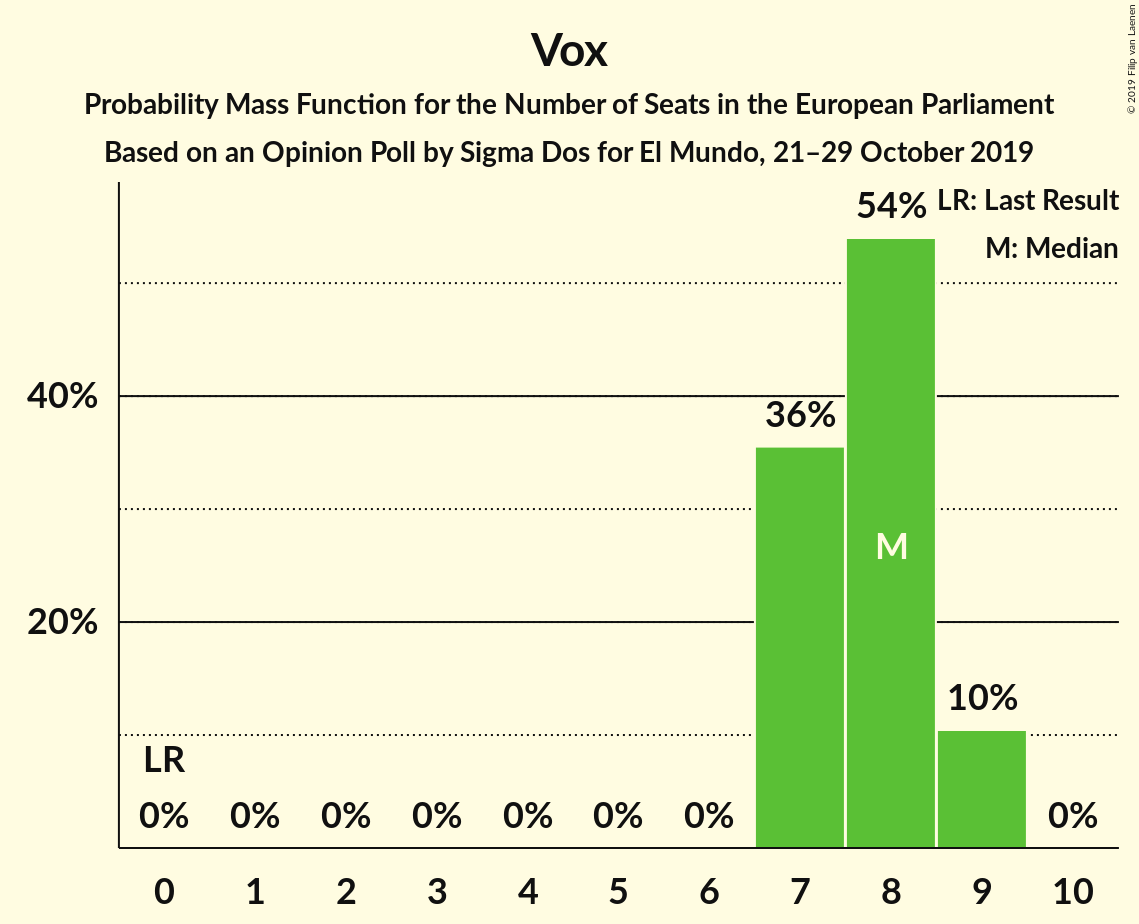 Vox
Probability Mass Function for the Number of Seats in the European Parliament
Based on an Opinion Poll by Sigma Dos for El Mundo, 21–29 October 2019
© 2019 Filip van Laenen
LR: Last Result
M: Median
54%
40%
36%
M
20%
10%
LR
0% 0% 0% 0% 0% 0% 0% 0%
0 1 2 3 4 5 6 7 8 9 10